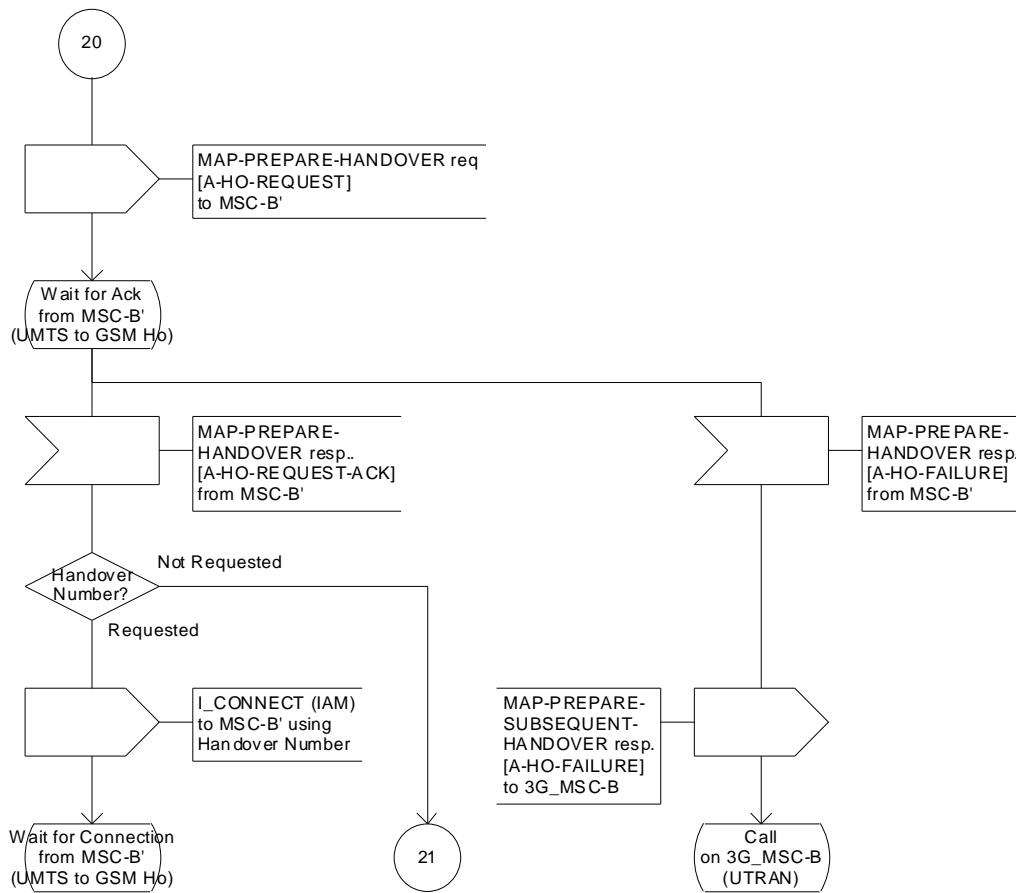 20
MAP-PREPARE-HANDOVER req
[A-HO-REQUEST]
to MSC-B'
Wait for Ack
from MSC-B'
(UMTS to GSM Ho)
MAP-PREPARE-
HANDOVER resp..
[A-HO-REQUEST-ACK]
from MSC-B'
MAP-PREPARE-
HANDOVER resp.
[A-HO-FAILURE]
from MSC-B'
Handover
Number?
Not Requested
Requested
I_CONNECT (IAM)
to MSC-B' using
Handover Number
MAP-PREPARE-
SUBSEQUENT-
HANDOVER resp.
[A-HO-FAILURE]
to 3G_MSC-B
Wait for Connection
from MSC-B'
(UMTS to GSM Ho)
21
Call
on 3G_MSC-B
(UTRAN)